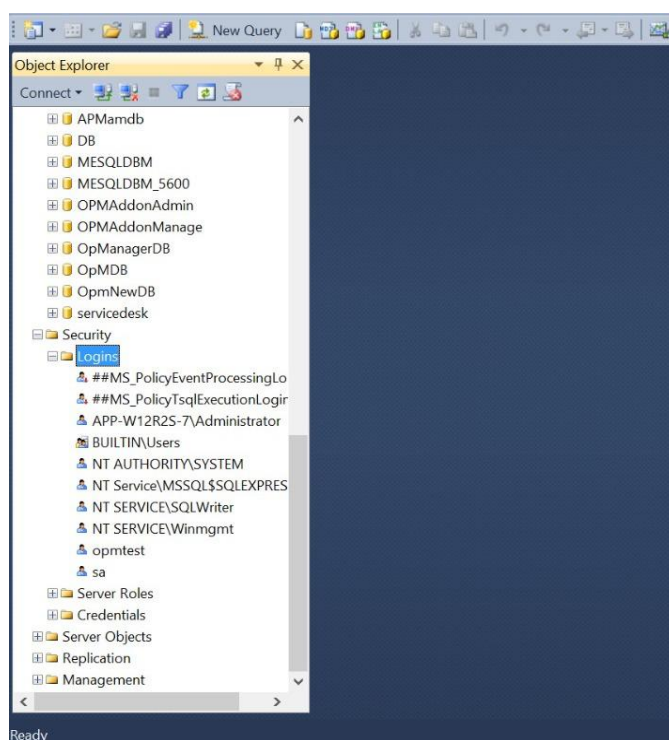 New Query
Object Explorer
Connect
APMamdb
DB
MESQLDBM
MESQLDBM_5600
OPMAddonAdmin
OPMAddonManage
OpManagerDB
OpMDB
OpmNewDB
servicedesk
Security
Logins
##MS_PolicyEventProcessingLo
##MS_PolicyTsqlExecutionLogin
APP-W12R2S-7\Administrator
BUILTIN\Users
NT AUTHORITY\SYSTEM
NT Service\MSSQL$SQLEXPRES
NT SERVICE\SQLWriter
NT SERVICE\Winmgmt
opmtest
sa
Server Roles
Credentials
Server Objects
Replication
Management
Ready